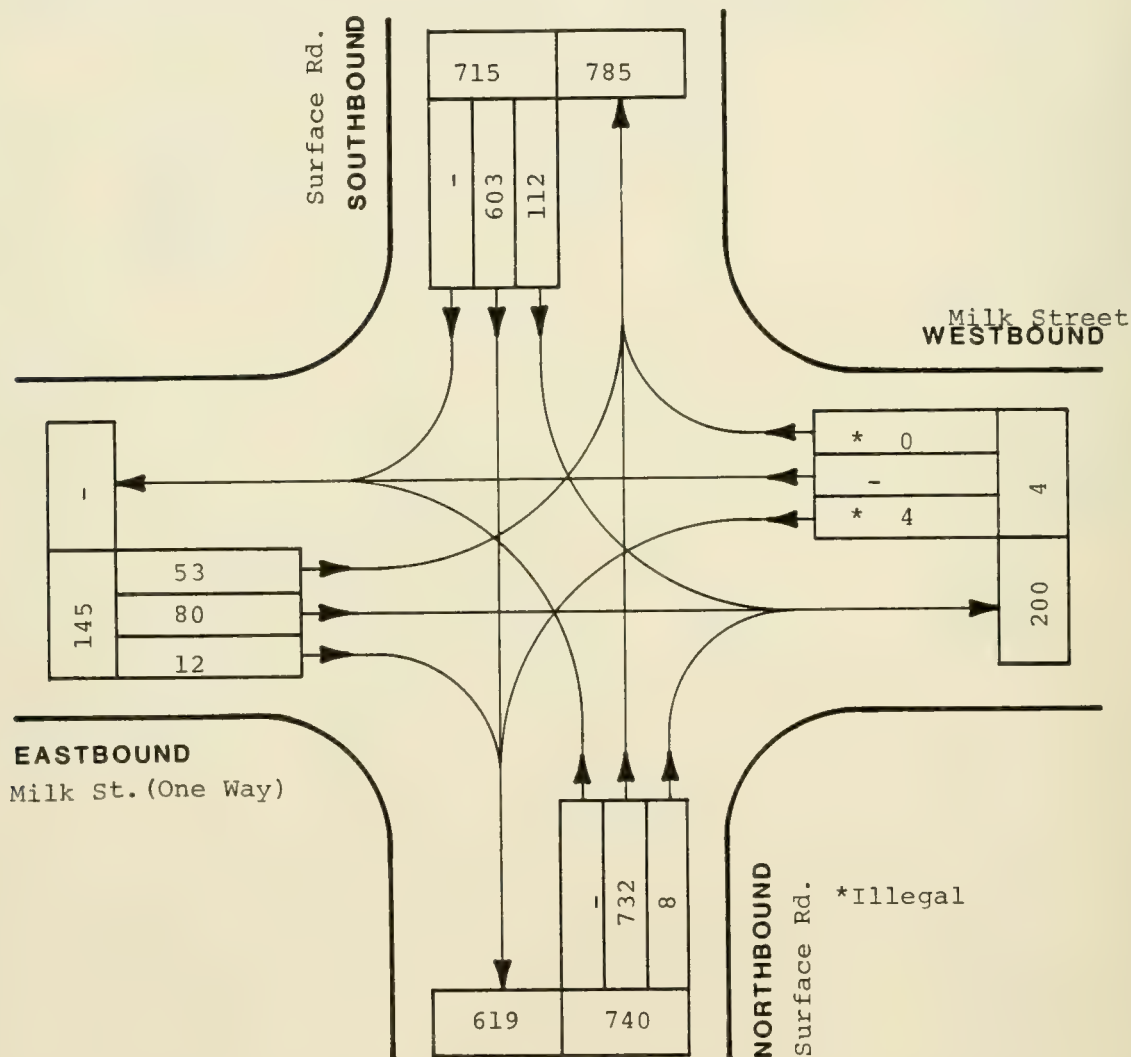 Surface Rd.
SOUTHBOUND
715
785
-
603
112
Milk Street
WESTBOUND
* 0
-
* 4
4
200
-
145
53
80
12
EASTBOUND
Milk St. (One Way)
-
732
8
619
740
NORTHBOUND
Surface Rd.
*Illegal